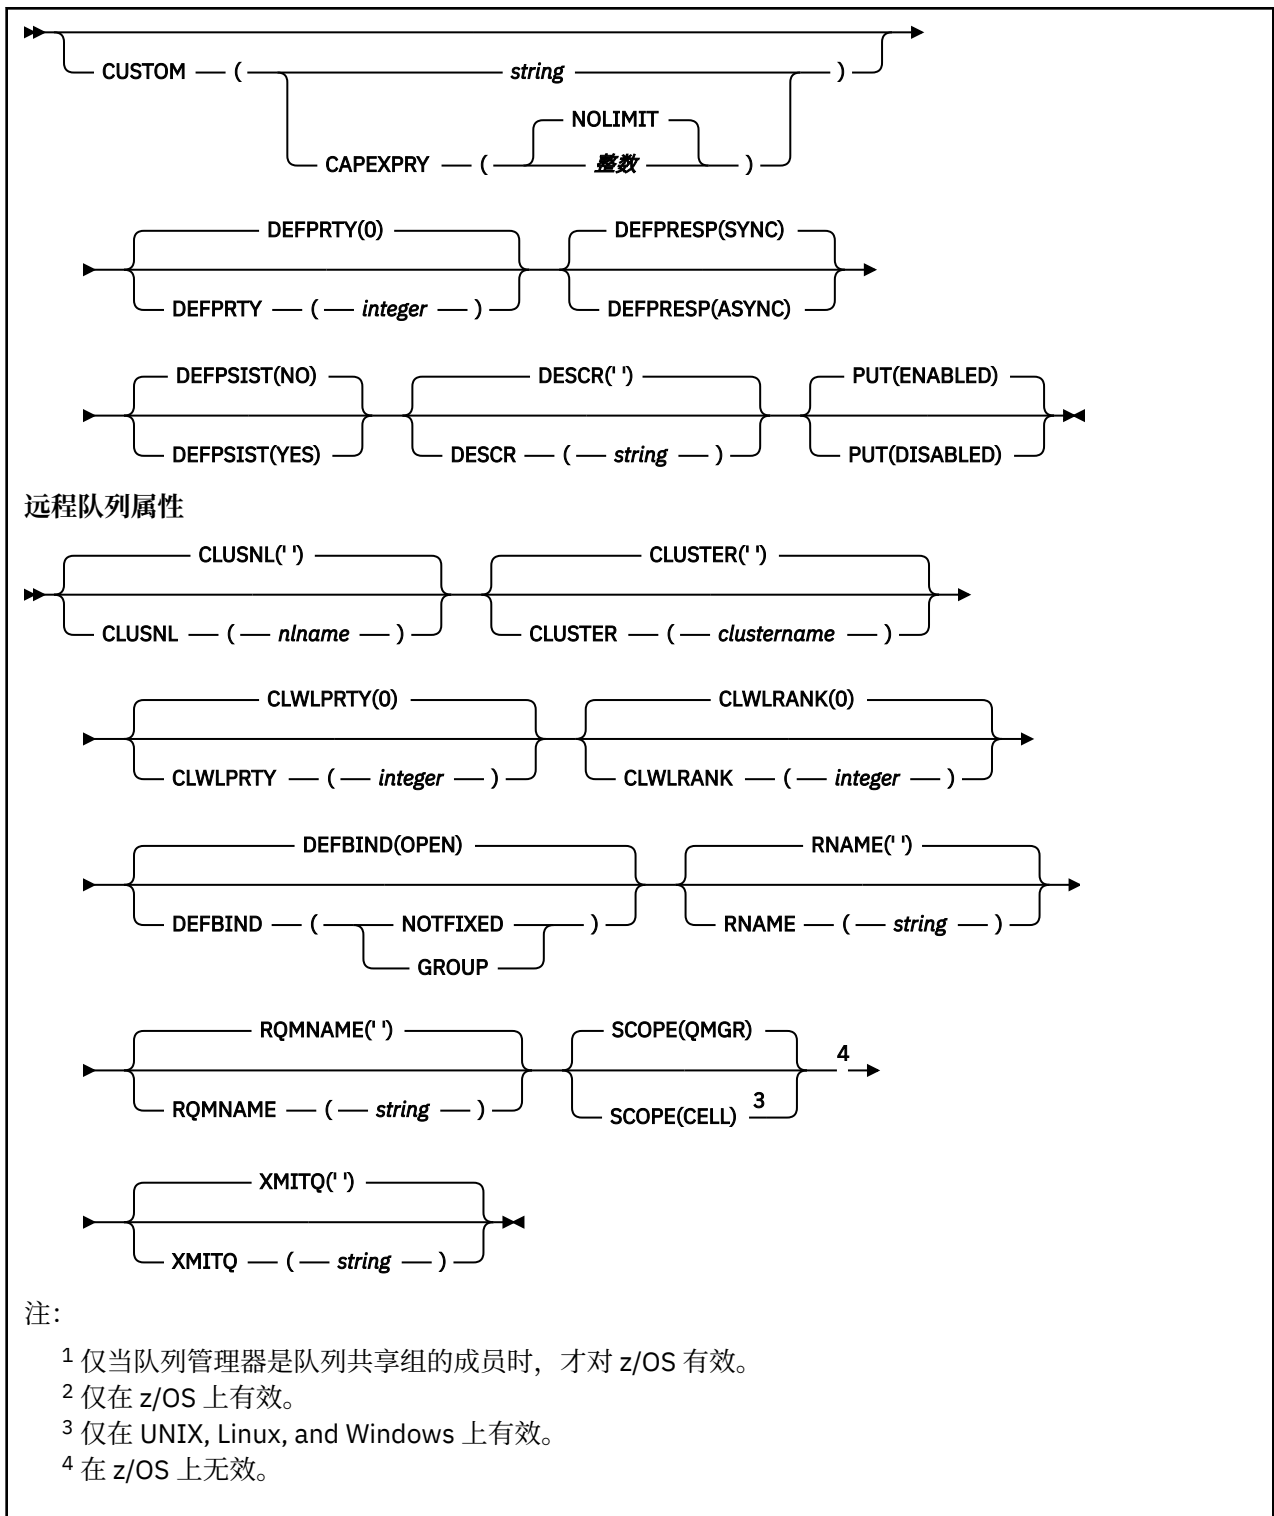 CUSTOM ( string )
NOLIMIT
CAPEXPRY ( 整数 )
DEFPRTY(0) DEFPRESP(SYNC)
DEFPRTY ( integer ) DEFPRESP(ASYNC)
DEFPSIST(NO) DESCR(' ') PUT(ENABLED)
DEFPSIST(YES) DESCR ( string ) PUT(DISABLED)
远程队列属性
CLUSNL(' ') CLUSTER(' ')
CLUSNL ( nlname ) CLUSTER ( clustername )
CLWLPRTY(0) CLWLRANK(0)
CLWLPRTY ( integer ) CLWLRANK ( integer )
DEFBIND(OPEN) RNAME(' ')
DEFBIND ( NOTFIXED ) RNAME ( string )
GROUP
RQMNAME(' ') SCOPE(QMGR) 4
RQMNAME ( string ) SCOPE(CELL) 3
XMITQ(' ')
XMITQ ( string )
注：
1 仅当队列管理器是队列共享组的成员时，才对 z/OS 有效。
2 仅在 z/OS 上有效。
3 仅在 UNIX, Linux, and Windows 上有效。
4 在 z/OS 上无效。